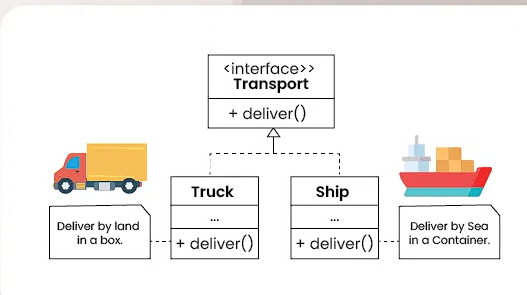 <interface>>
Transport
+ deliver()
Truck
...
+ deliver()
Ship
...
+ deliver()
Deliver by land
in a box.
Deliver by Sea
in a Container.